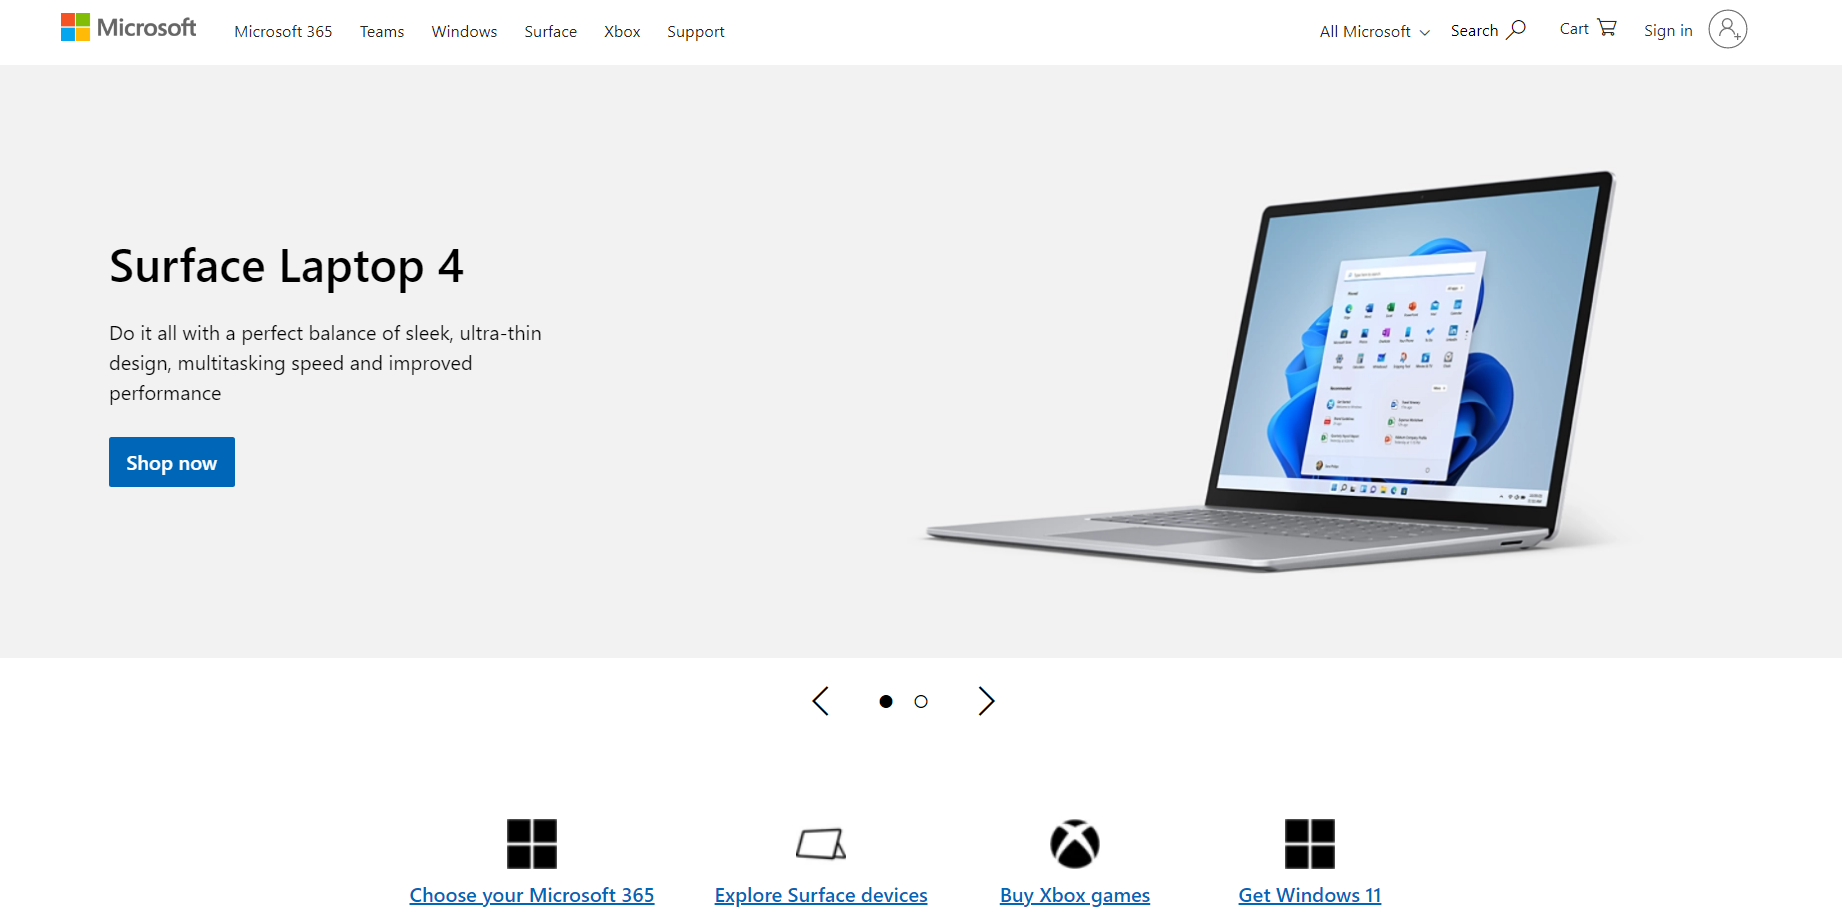 Microsoft
Microsoft 365
Teams
Windows
Surface
Xbox
Support
All Microsoft
Search
Cart
Sign in
Surface Laptop 4
Do it all with a perfect balance of sleek, ultra-thin
design, multitasking speed and improved
performance
Shop now
Choose your Microsoft 365
Explore Surface devices
Buy Xbox games
Get Windows 11